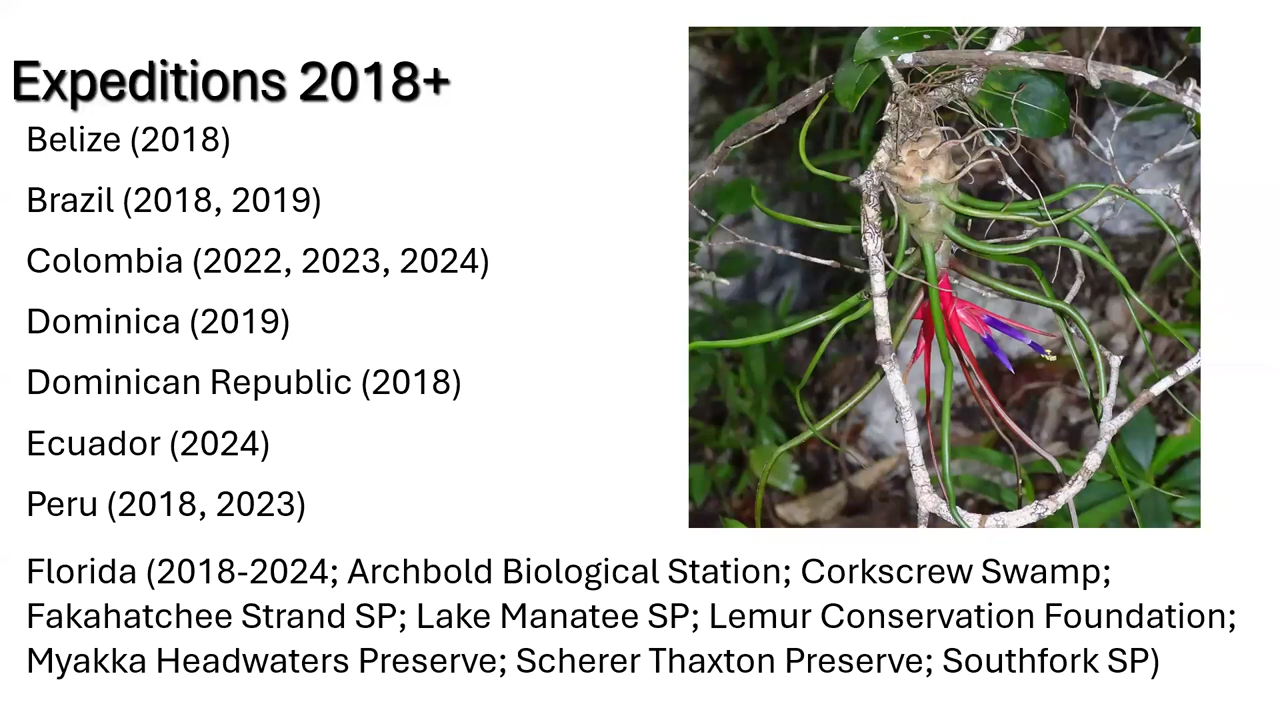 Expeditions 2018+
Belize (2018)
Brazil (2018, 2019)
Colombia (2022, 2023, 2024)
Dominica (2019)
Dominican Republic (2018)
Ecuador (2024)
Peru (2018, 2023)
Florida (2018-2024; Archbold Biological Station; Corkscrew Swamp;
Fakahatchee Strand SP; Lake Manatee SP; Lemur Conservation Foundation;
Myakka Headwaters Preserve; Scherer Thaxton Preserve; Southfork SP)